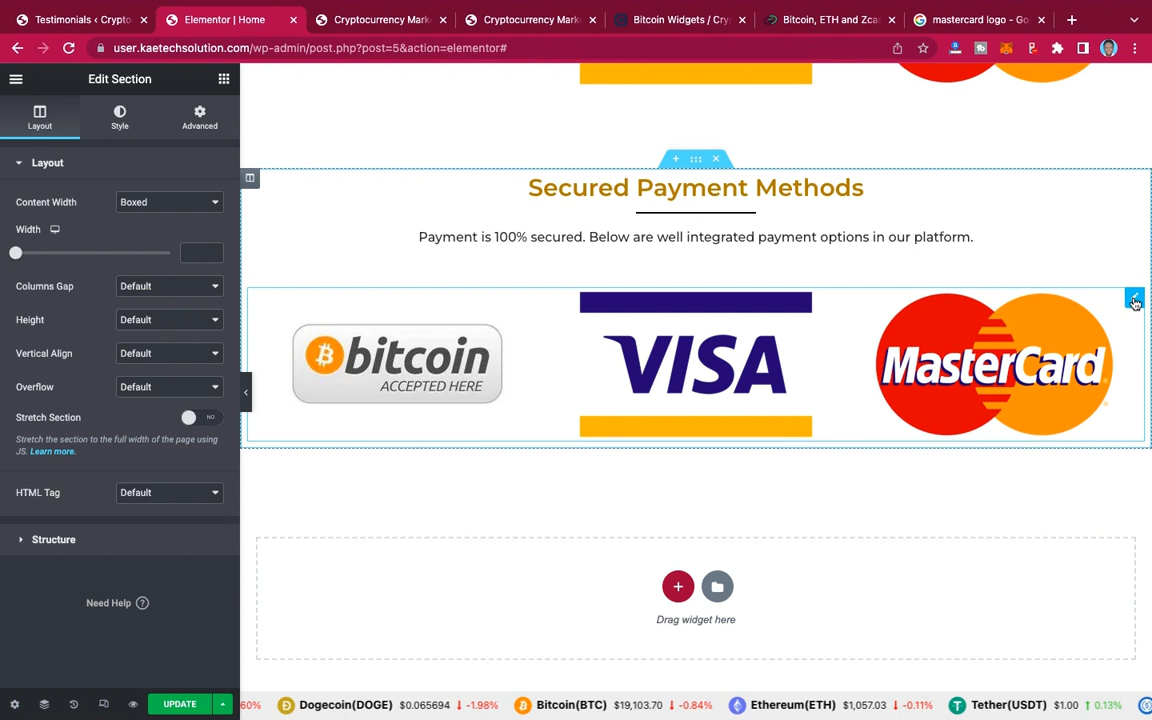 Testimonials < Crypto
Elementor | Home
Cryptocurrency Mark
Cryptocurrency Mark
Bitcoin Widgets / Cry
Bitcoin, ETH and Zcas
mastercard logo - Go
user.kaetechsolution.com/wp-admin/post.php?post=5&action=elementor#
Edit Section
Layout
Style
Advanced
Layout
Content Width
Boxed
Width
Columns Gap
Default
Height
Default
Vertical Align
Default
Overflow
Default
Stretch Section
NO
Stretch the section to the full width of the page using
JS. Learn more.
HTML Tag
Default
Structure
Need Help
UPDATE
Secured Payment Methods
Payment is 100% secured. Below are well integrated payment options in our platform.
bitcoin
ACCEPTED HERE
VISA
MasterCard
Drag widget here
60%
Dogecoin(DOGE) $0.065694 ↓ -1.98%
Bitcoin(BTC) $19,103.70 ↓ -0.84%
Ethereum(ETH) $1,057.03 ↓ -0.11%
Tether(USDT) $1.00 ↑ 0.13%